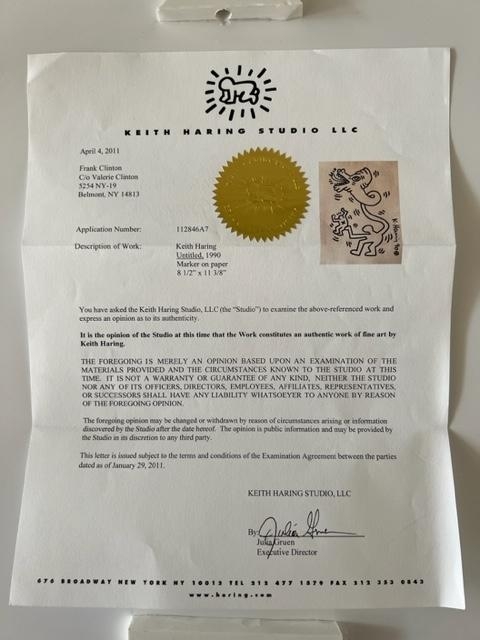 KEITH HARING STUDIO LLC
April 4, 2011
Frank Clinton
C/o Valerie Clinton
5254 NY-19
Belmont, NY 14813
Application Number: 112846A7
Description of Work: Keith Haring
Untitled, 1990
Marker on paper
8 1/2" x 11 3/8"
You have asked the Keith Haring Studio, LLC (the "Studio") to examine the above-referenced work and
express an opinion as to its authenticity.
It is the opinion of the Studio at this time that the Work constitutes an authentic work of fine art by
Keith Haring.
THE FOREGOING IS MERELY AN OPINION BASED UPON AN EXAMINATION OF THE
MATERIALS PROVIDED AND THE CIRCUMSTANCES KNOWN TO THE STUDIO AT THIS
TIME. IT IS NOT A WARRANTY OR GUARANTEE OF ANY KIND, NEITHER THE STUDIO
NOR ANY OF ITS OFFICERS, DIRECTORS, EMPLOYEES, AFFILIATES, REPRESENTATIVES,
OR SUCCESSORS SHALL HAVE ANY LIABILITY WHATSOEVER TO ANYONE BY REASON
OF THE FOREGOING OPINION.
The foregoing opinion may be changed or withdrawn by reason of circumstances arising or information
discovered by the Studio after the date hereof. The opinion is public information and may be provided by
the Studio in its discretion to any third party.
This letter is issued subject to the terms and conditions of the Examination Agreement between the parties
dated as of January 29, 2011.
KEITH HARING STUDIO, LLC
By:
Julia Gruen
Executive Director
676 BROADWAY NEW YORK NY 10012 TEL 212 477 1579 FAX 212 353 0843
www.haring.com